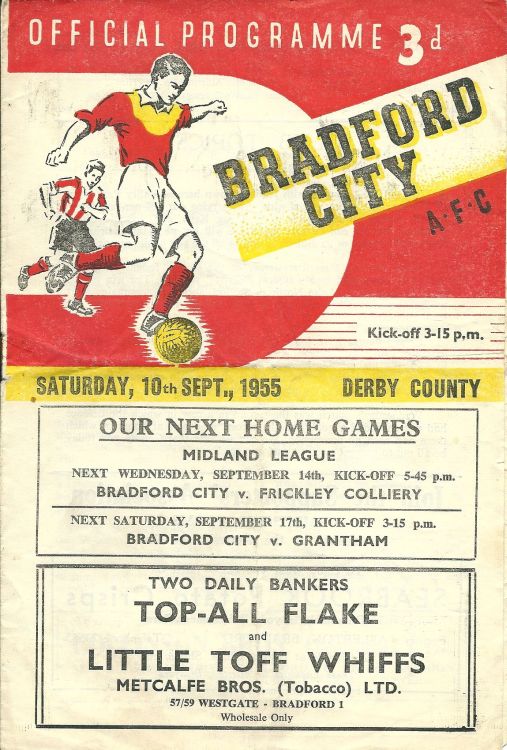 OFFICIAL PROGRAMME 3d
BRADFORD
CITY
A·F·C
Kick-off 3-15 p.m.
SATURDAY, 10th SEPT., 1955 DERBY COUNTY
OUR NEXT HOME GAMES
MIDLAND LEAGUE
NEXT WEDNESDAY, SEPTEMBER 14th, KICK-OFF 5-45 p.m.
BRADFORD CITY v. FRICKLEY COLLIERY
NEXT SATURDAY, SEPTEMBER 17th, KICK-OFF 3-15 p.m.
BRADFORD CITY v. GRANTHAM
TWO DAILY BANKERS
TOP-ALL FLAKE
and
LITTLE TOFF WHIFFS
METCALFE BROS. (Tobacco) LTD.
57/59 WESTGATE - BRADFORD 1
Wholesale Only